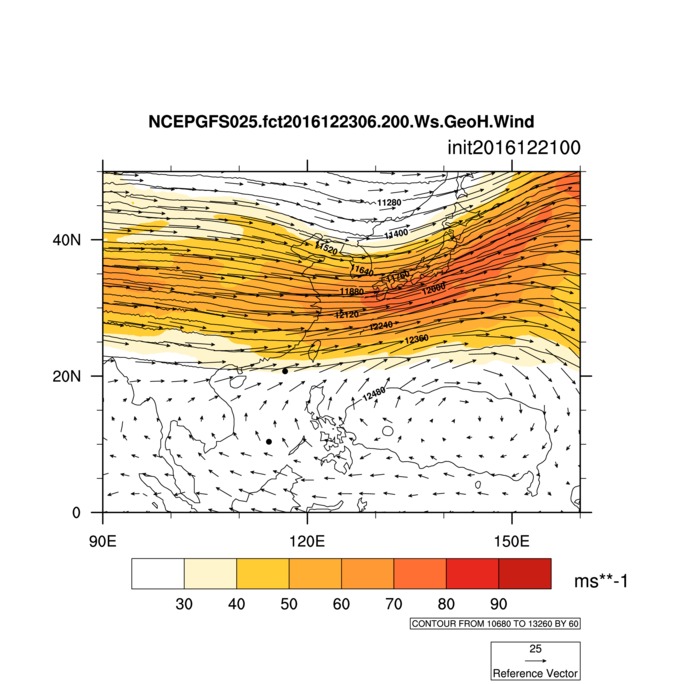 NCEPGFS025.fct2016122306.200.Ws.GeoH.Wind
init2016122100
40N
20N
0
11280
11400
11520
11640
11760
11880
12000
12120
12240
12360
12480
90E 120E 150E
30 40 50 60 70 80 90
ms**-1
CONTOUR FROM 10680 TO 13260 BY 60
25
Reference Vector